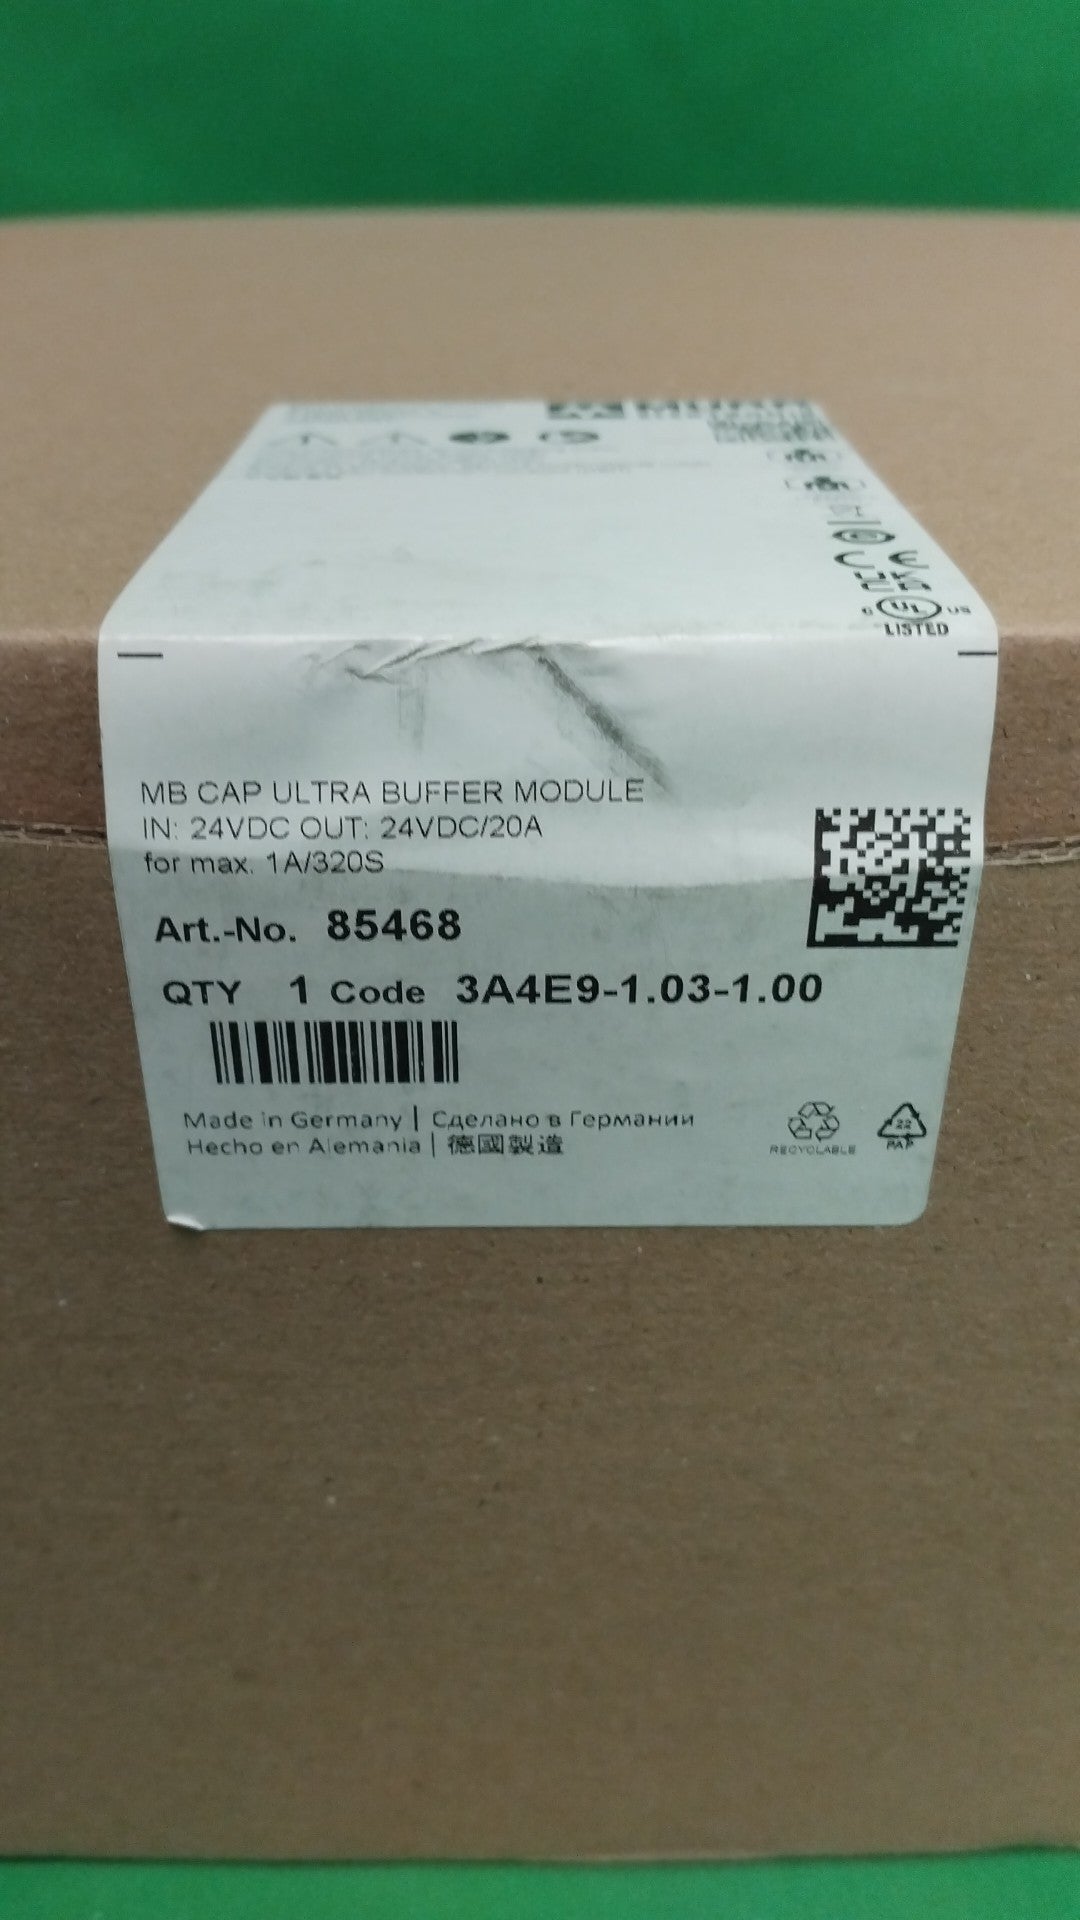 C UL US
LISTED
MB CAP ULTRA BUFFER MODULE
IN: 24VDC OUT: 24VDC/20A
for max. 1A/320S
Art.-No. 85468
QTY 1 Code 3A4E9-1.03-1.00
Made in Germany | Сделано в Германии
Hecho en Alemania | 德國製造
RECYCLABLE
22
PAP